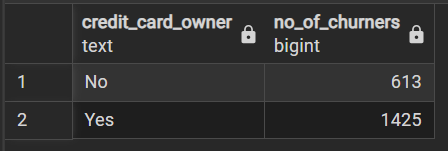 credit_card_owner no_of_churners
text bigint
1 No 613
2 Yes 1425